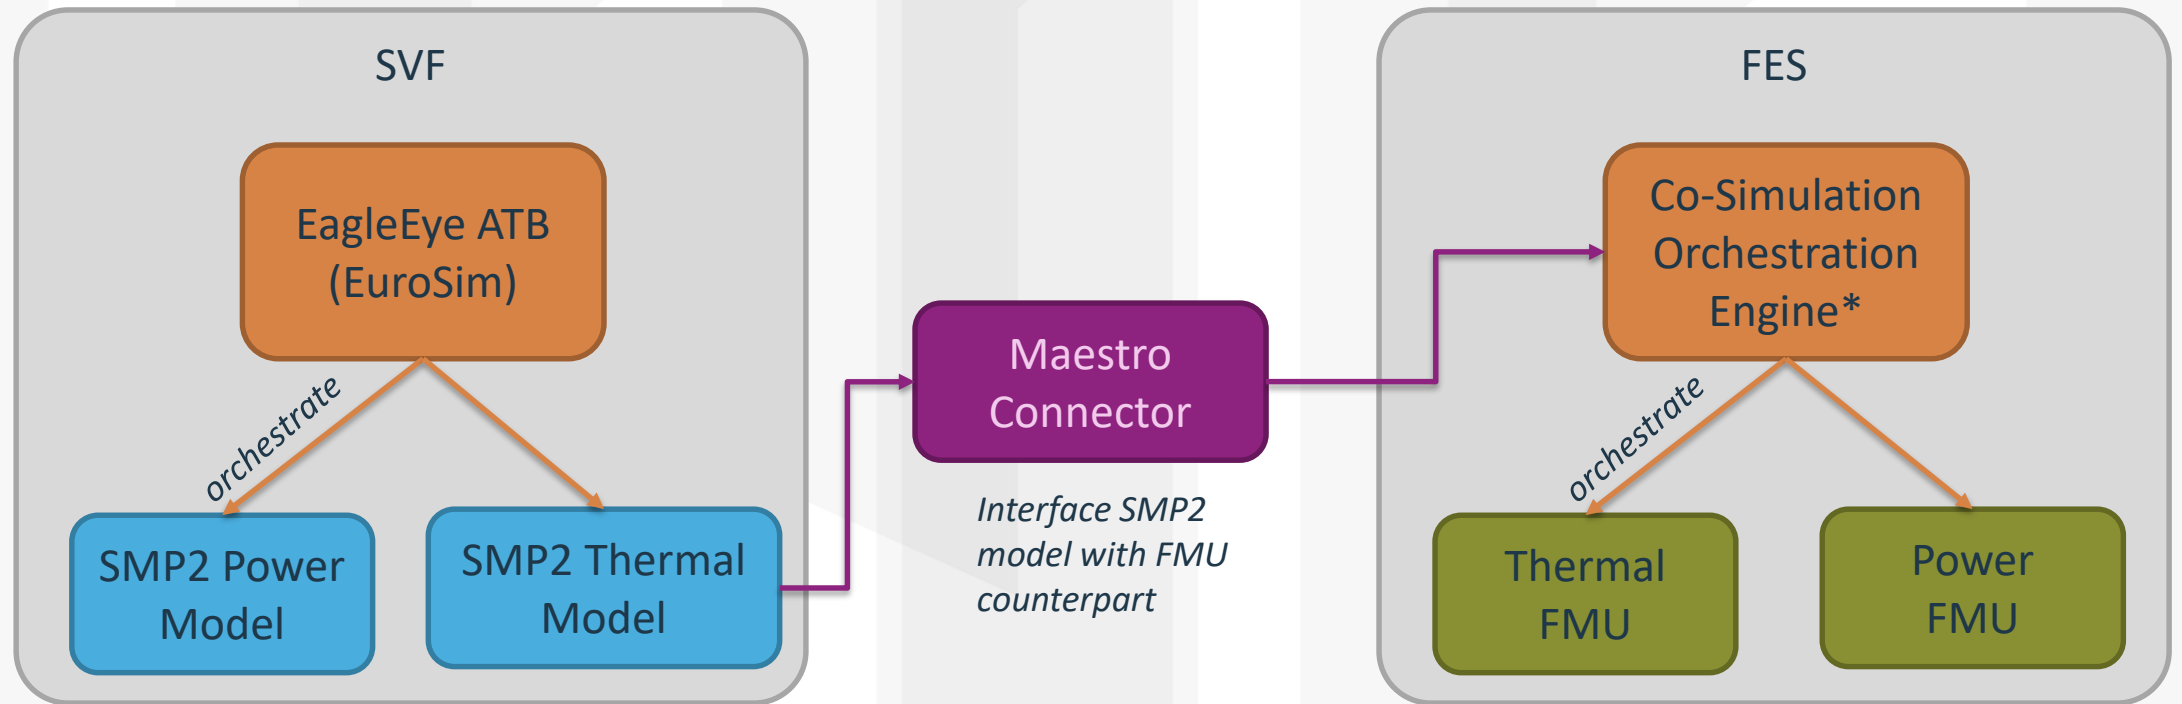 SVF
EagleEye ATB
(EuroSim)
orchestrate
SMP2 Power
Model
SMP2 Thermal
Model
Maestro
Connector
Interface SMP2
model with FMU
counterpart
FES
Co-Simulation
Orchestration
Engine*
orchestrate
Thermal
FMU
Power
FMU